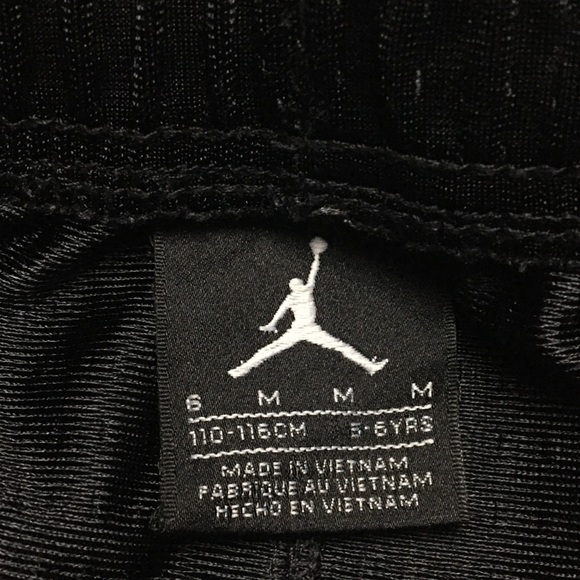 6 M M M
110-116CM 5-6YRS
MADE IN VIETNAM
FABRIQUE AU VIETNAM
HECHO EN VIETNAM